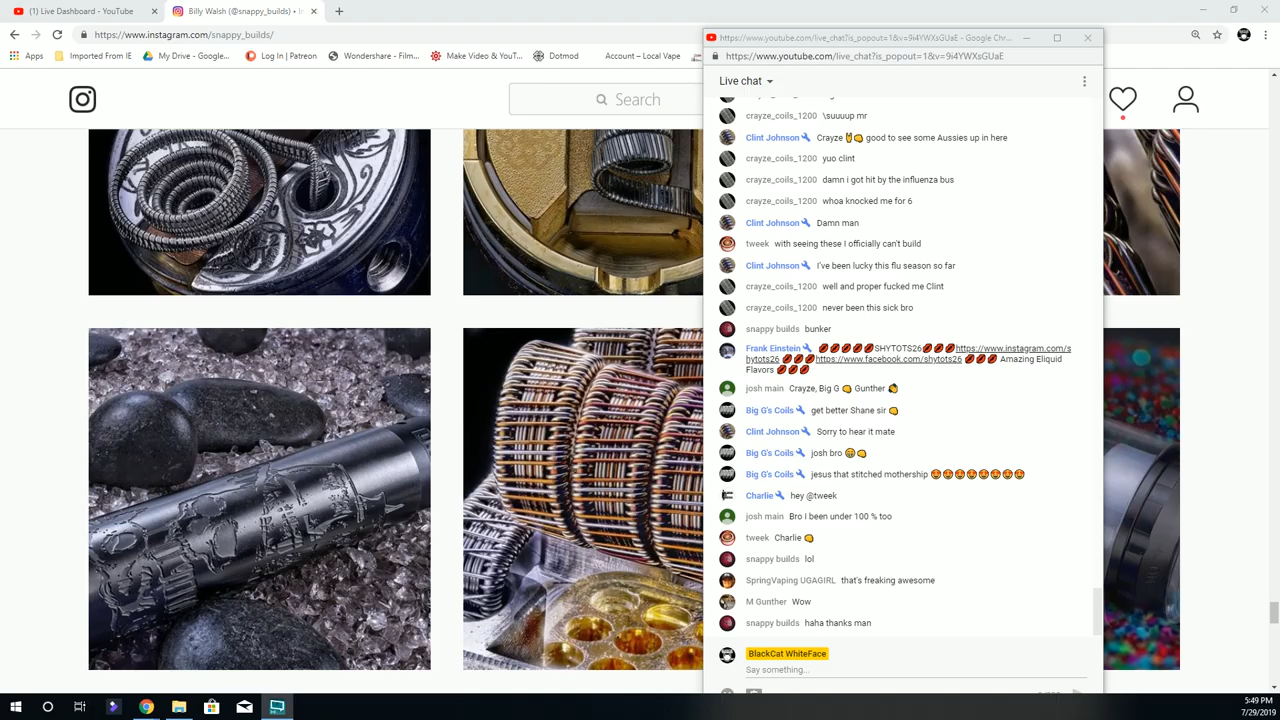 (1) Live Dashboard - YouTube
Billy Walsh (@snappy_builds) • In
https://www.instagram.com/snappy_builds/
Apps
Imported From IE
My Drive - Google...
Log In | Patreon
Wondershare - Film...
Make Video & YouT...
Dotmod
Account – Local Vape
Search
https://www.youtube.com/live_chat?is_popout=1&v=9i4YWXsGUaE - Google Chr...
https://www.youtube.com/live_chat?is_popout=1&v=9i4YWXsGUaE
Live chat
crayze_coils_1200 \suuuup mr
Clint Johnson Crayze 🤘👊 good to see some Aussies up in here
crayze_coils_1200 yuo clint
crayze_coils_1200 damn i got hit by the influenza bus
crayze_coils_1200 whoa knocked me for 6
Clint Johnson Damn man
tweek with seeing these I officially can't build
Clint Johnson I've been lucky this flu season so far
crayze_coils_1200 well and proper fucked me Clint
crayze_coils_1200 never been this sick bro
snappy builds bunker
Frank Einstein 🏈🏈🏈🏈🏈SHYTOTS26🏈🏈🏈https://www.instagram.com/s
hytots26 🏈🏈🏈https://www.facebook.com/shytots26 🏈🏈🏈 Amazing Eliquid
Flavors 🏈🏈🏈
josh main Crayze, Big G 👊 Gunther
Big G's Coils get better Shane sir 👊
Clint Johnson Sorry to hear it mate
Big G's Coils josh bro 😁👊
Big G's Coils jesus that stitched mothership 😍😍😍😍😍😍😍😍
Charlie hey @tweek
josh main Bro I been under 100 % too
tweek Charlie 👊
snappy builds lol
SpringVaping UGAGIRL that's freaking awesome
M Gunther Wow
snappy builds haha thanks man
BlackCat WhiteFace
Say something...
5:49 PM
7/29/2019